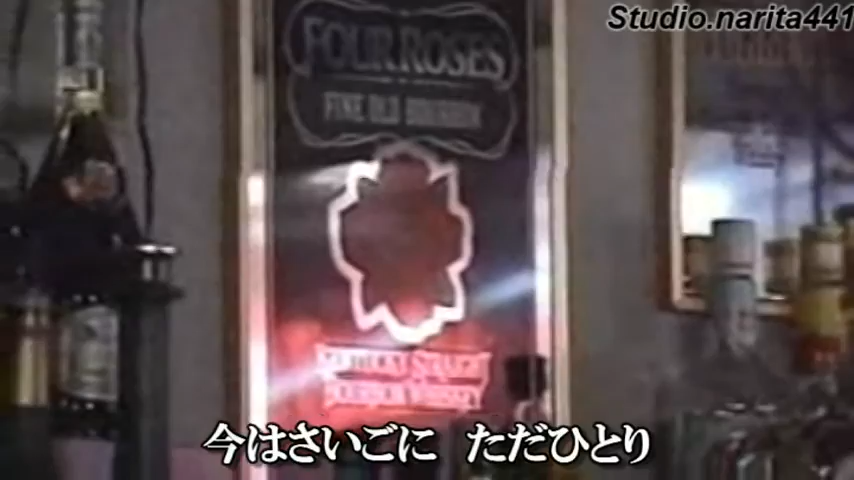 Studio.narita441
FOUR ROSES
FINE OLD BOURBON
KENTUCKY STRAIGHT
BOURBON WHISKEY
今はさいごに ただひとり